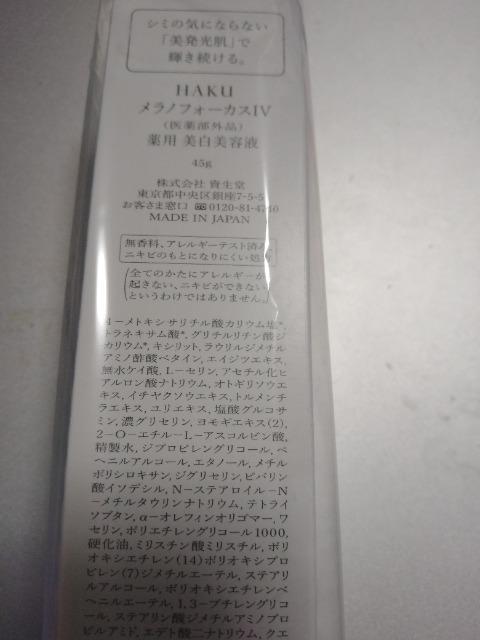 シミの気にならない
「美発光肌」で
輝き続ける。
HAKU
メラノフォーカスIV
(医薬部外品)
薬用 美白美容液
45g
株式会社 資生堂
東京都中央区銀座7-5-5
お客さま窓口 0120-81-4710
MADE IN JAPAN
無香料、アレルギーテスト済み
ニキビのもとになりにくい処方
全てのかたにアレルギーが
起きない、ニキビができない
というわけではありません。
4-メトキシサリチル酸カリウム塩*,
トラネキサム酸*, グリチルリチン酸ジ
カリウム*, キシリット, ラウリルジメチル
アミノ酢酸ベタイン, エイジツエキス,
無水ケイ酸, L-セリン, アセチル化ヒ
アルロン酸ナトリウム, オトギリソウエ
キス, イチヤクソウエキス, トルメンチ
ラエキス, ユリエキス, 塩酸グルコサ
ミン, 濃グリセリン, ヨモギエキス(2),
2-O-エチル-L-アスコルビン酸,
精製水, ジプロピレングリコール, ベ
ヘニルアルコール, エタノール, メチル
ポリシロキサン, ジグリセリン, ピバリン
酸イソデシル, N-ステアロイル-N
-メチルタウリンナトリウム, テトライ
ソブタン, α-オレフィンオリゴマー, ワ
セリン, ポリエチレングリコール1000,
硬化油, ミリスチン酸ミリスチル, ポリ
オキシエチレン(14)ポリオキシプロ
ピレン(7)ジメチルエーテル, ステアリ
ルアルコール, ポリオキシエチレンベ
ヘニルエーテル, 1,3-ブチレングリコ
ール, ステアリン酸ジメチルアミノプロ
ピルアミド, エデト酸二ナトリウム, クエ